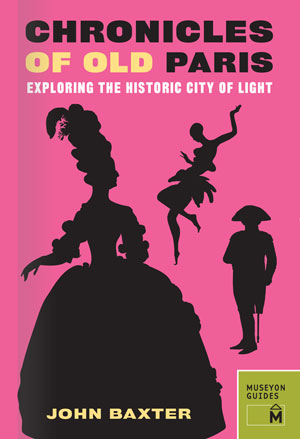 CHRONICLES
OF OLD PARIS
EXPLORING THE HISTORIC CITY OF LIGHT
JOHN BAXTER
MUSEYON
GUIDES
M